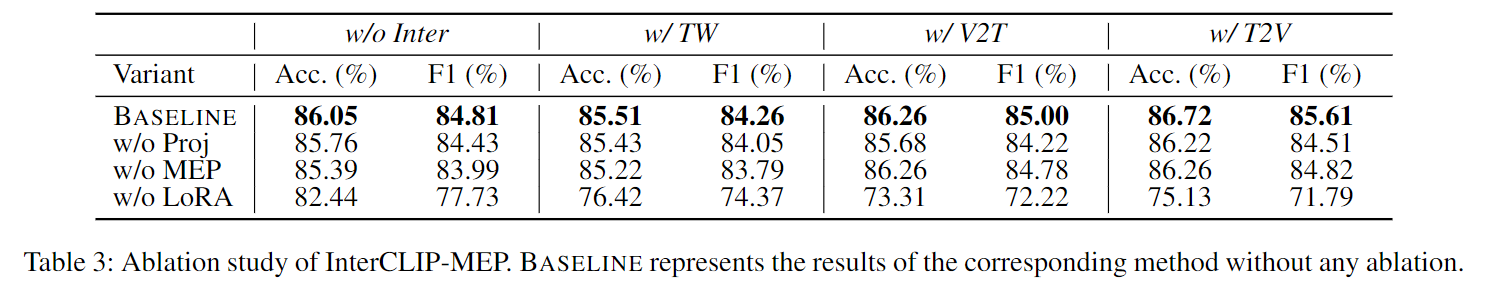 w/o Inter w/ TW w/ V2T w/ T2V
Variant Acc. (%) F1 (%) Acc. (%) F1 (%) Acc. (%) F1 (%) Acc. (%) F1 (%)
BASELINE 86.05 84.81 85.51 84.26 86.26 85.00 86.72 85.61
w/o Proj 85.76 84.43 85.43 84.05 85.68 84.22 86.22 84.51
w/o MEP 85.39 83.99 85.22 83.79 86.26 84.78 86.26 84.82
w/o LoRA 82.44 77.73 76.42 74.37 73.31 72.22 75.13 71.79
Table 3: Ablation study of InterCLIP-MEP. BASELINE represents the results of the corresponding method without any ablation.